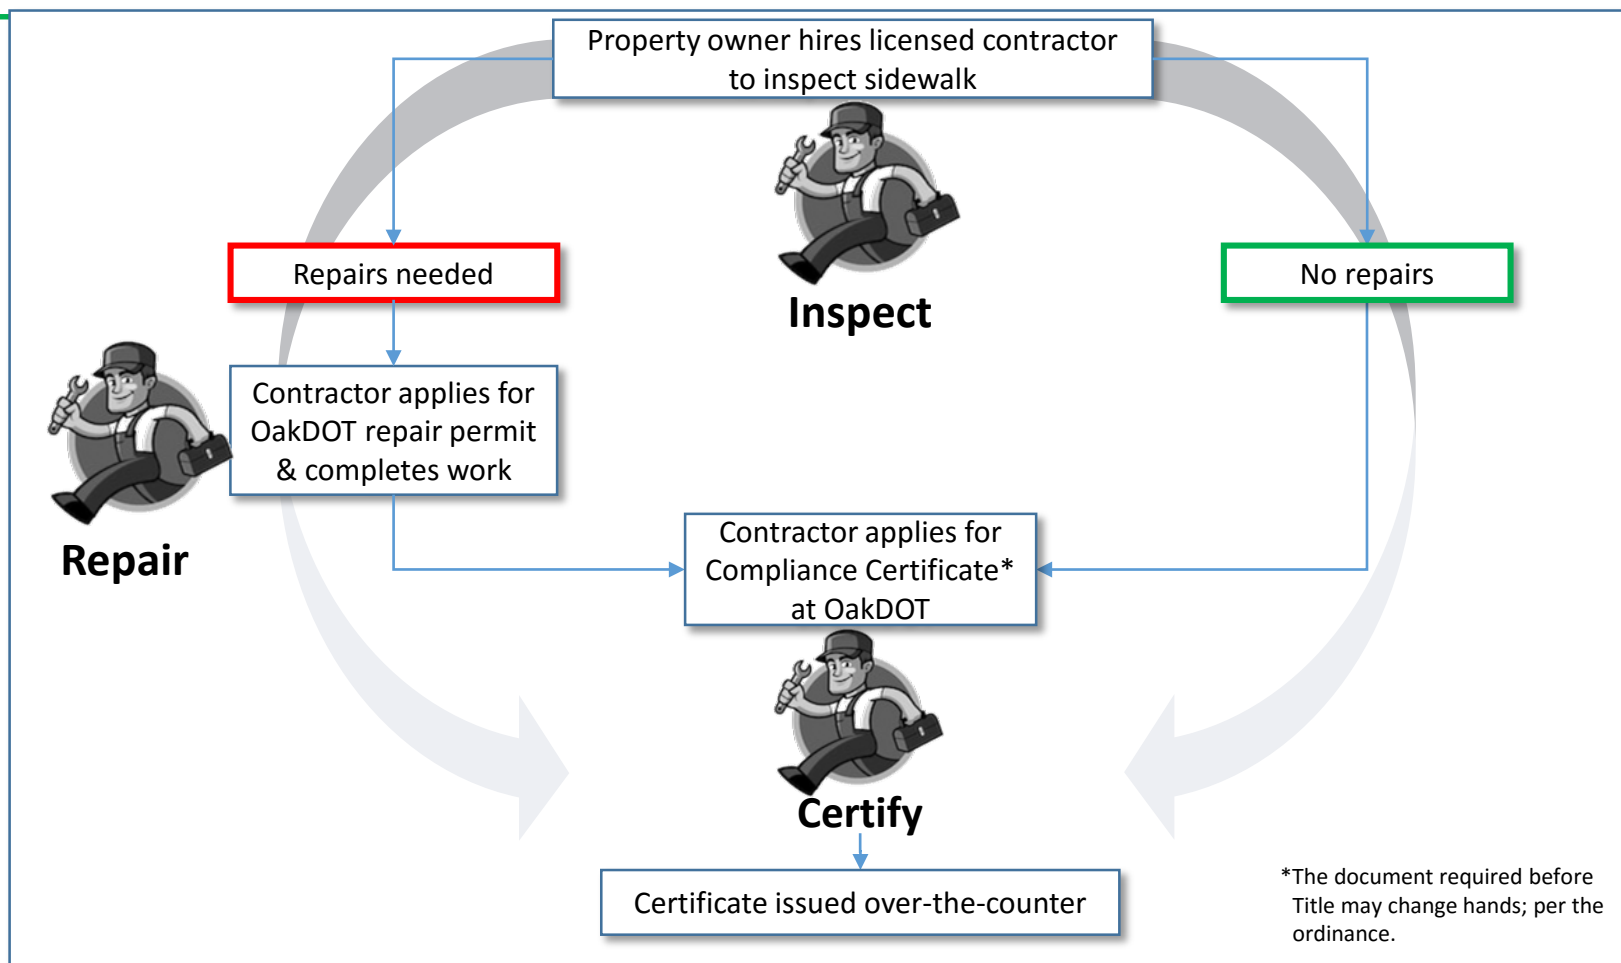 Property owner hires licensed contractor
to inspect sidewalk
Inspect
Repairs needed
No repairs
Contractor applies for
OakDOT repair permit
& completes work
Repair
Contractor applies for
Compliance Certificate*
at OakDOT
Certify
Certificate issued over-the-counter
*The document required before
Title may change hands; per the
ordinance.